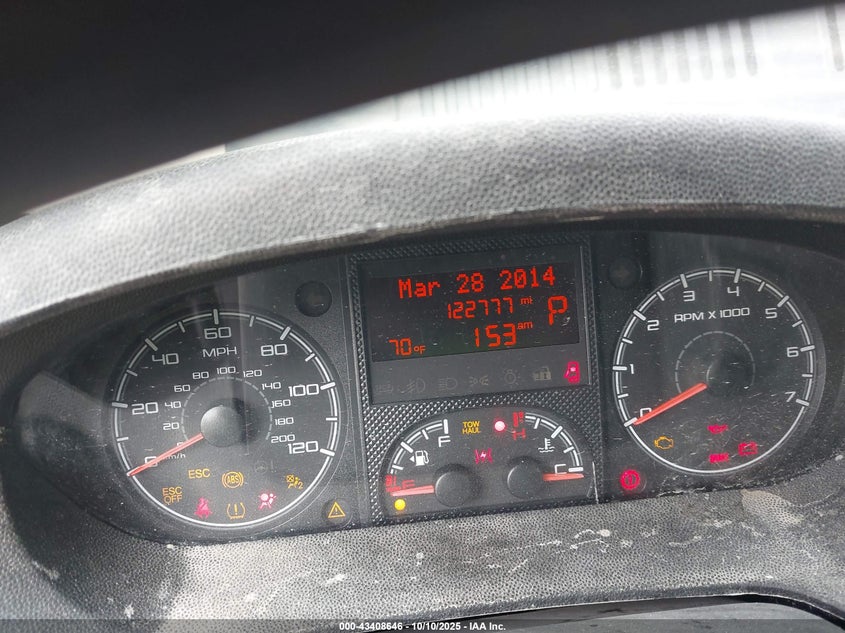 Mar 28 2014
122777 mi
P
70°F
153 am
60
40
80
MPH
20
100
0
120
100
80
120
60
140
40
160
20
180
0
200
km/h
ESC
ESC
OFF
ABS
F
TOW
HAUL
H
E
C
RPM X 1000
0
1
2
3
4
5
6
7
000-43408646 - 10/10/2025 - IAA Inc.